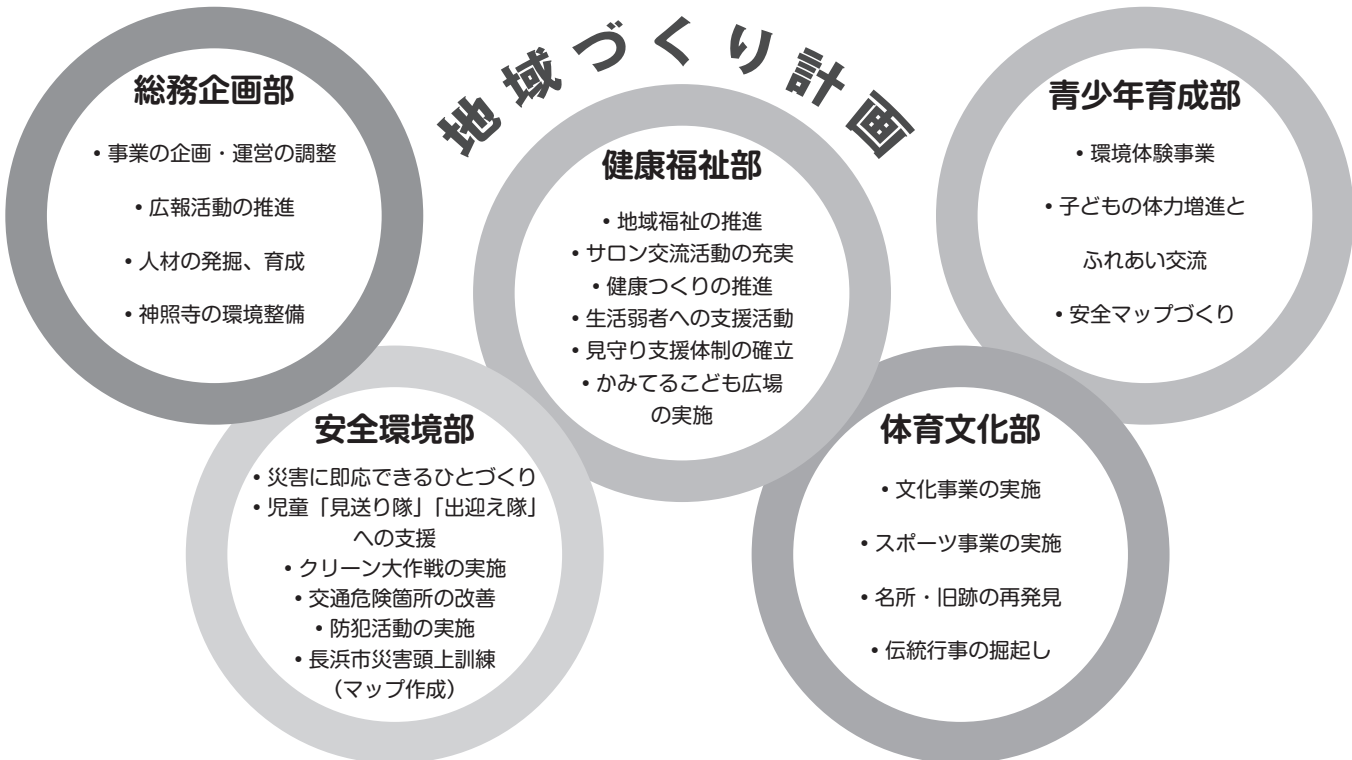 地域づくり計画
総務企画部
• 事業の企画・運営の調整
• 広報活動の推進
• 人材の発掘、育成
• 神照寺の環境整備
健康福祉部
• 地域福祉の推進
• サロン交流活動の充実
• 健康つくりの推進
• 生活弱者への支援活動
• 見守り支援体制の確立
• かみてるこども広場
の実施
青少年育成部
• 環境体験事業
• 子どもの体力増進と
ふれあい交流
• 安全マップづくり
安全環境部
• 災害に即応できるひとづくり
• 児童「見送り隊」「出迎え隊」
への支援
• クリーン大作戦の実施
• 交通危険箇所の改善
• 防犯活動の実施
• 長浜市災害頭上訓練
（マップ作成）
体育文化部
• 文化事業の実施
• スポーツ事業の実施
• 名所・旧跡の再発見
• 伝統行事の掘起し